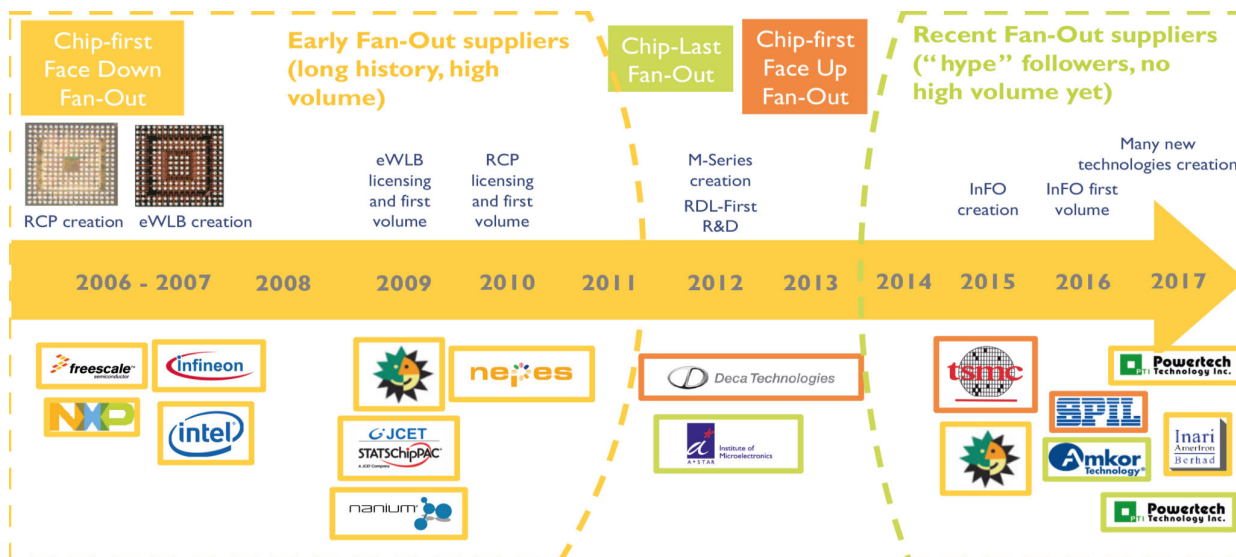 Chip-first
Face Down
Fan-Out
Early Fan-Out suppliers
(long history, high
volume)
Chip-Last
Fan-Out
Chip-first
Face Up
Fan-Out
Recent Fan-Out suppliers
("hype" followers, no
high volume yet)
RCP creation
eWLB creation
eWLB
licensing
and first
volume
RCP
licensing
and first
volume
M-Series
creation
RDL-First
R&D
InFO
creation
InFO first
volume
Many new
technologies creation
2006 - 2007
2008
2009
2010
2011
2012
2013
2014
2015
2016
2017
freescale™
semiconductor
NXP
infineon
intel®
JCET
STATSchipPAC®
A JCET Company
nanium®
nepes
D Deca Technologies
a
A*STAR
Institute of
Microelectronics
tsmc
SPIL
Amkor
Technology®
PTI
Powertech
Technology Inc.
Inari
Amertron
Berhad
PTI
Powertech
Technology Inc.